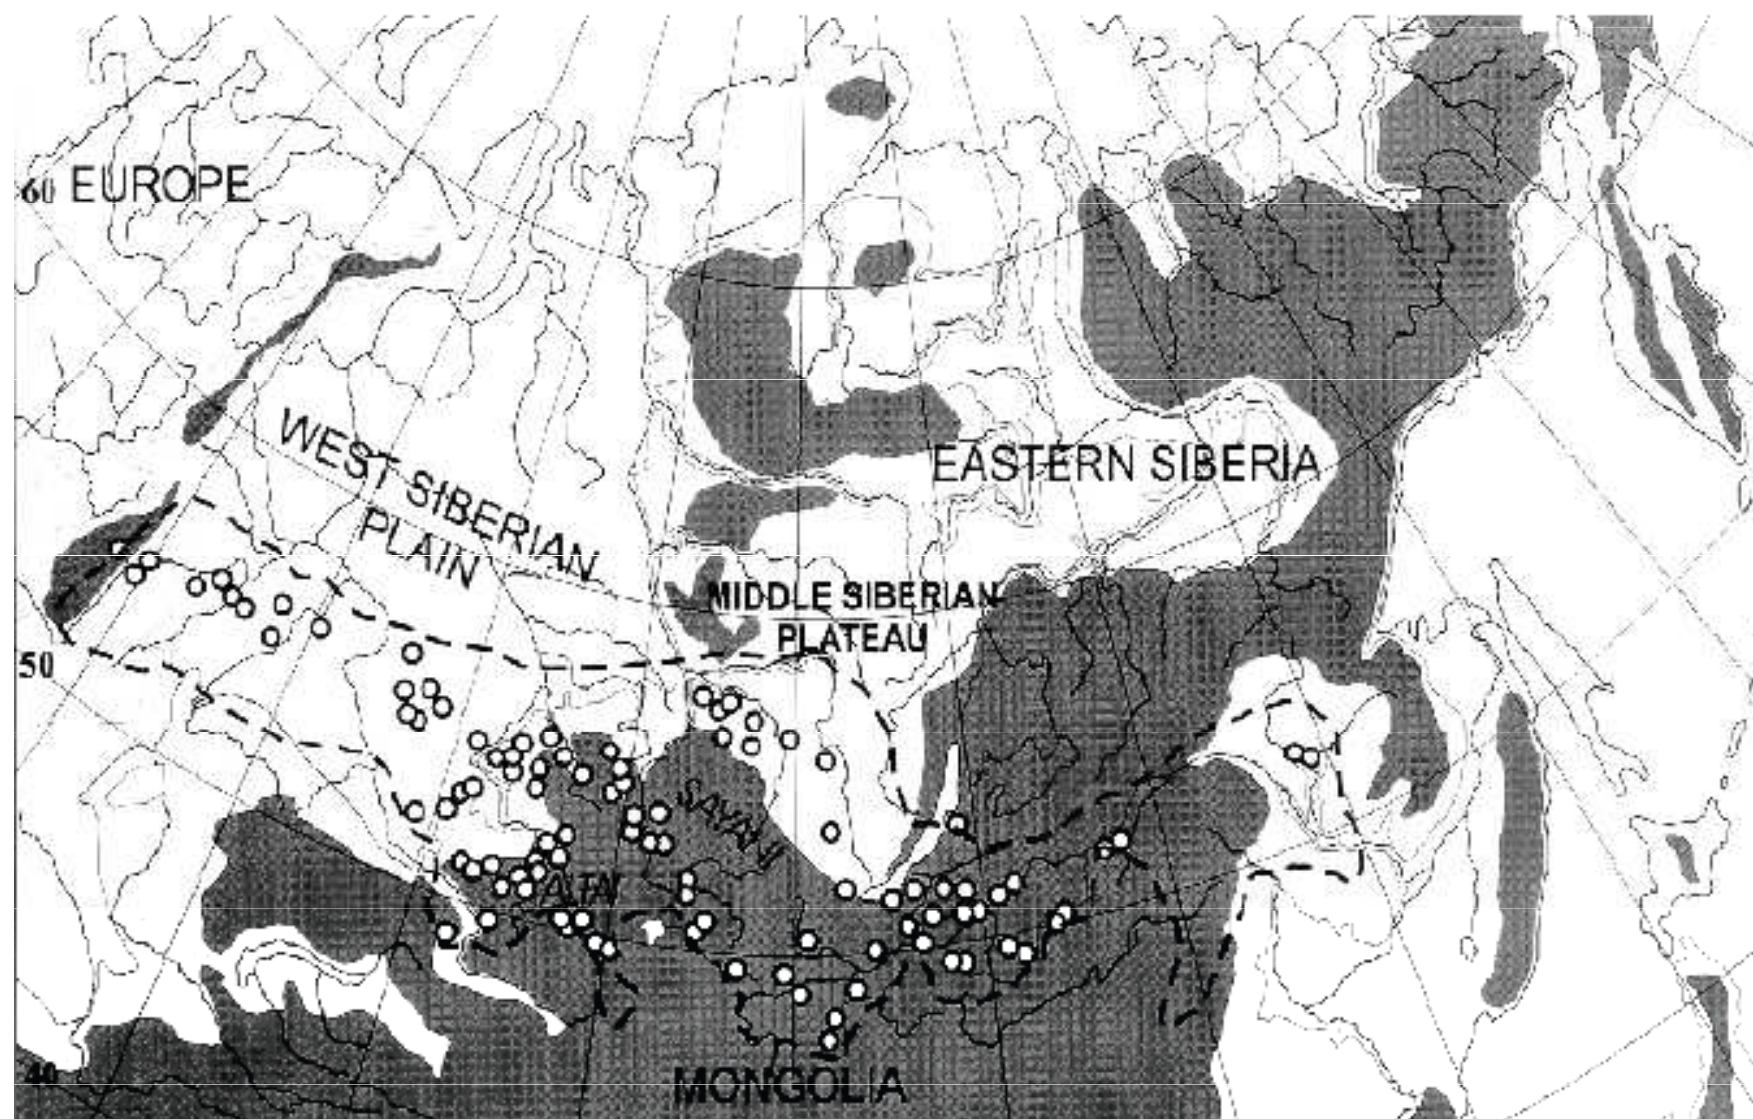 60 EUROPE
WEST SIBERIAN
PLAIN
EASTERN SIBERIA
MIDDLE SIBERIAN
PLATEAU
50
SAYAN
ALTAI
40
MONGOLIA